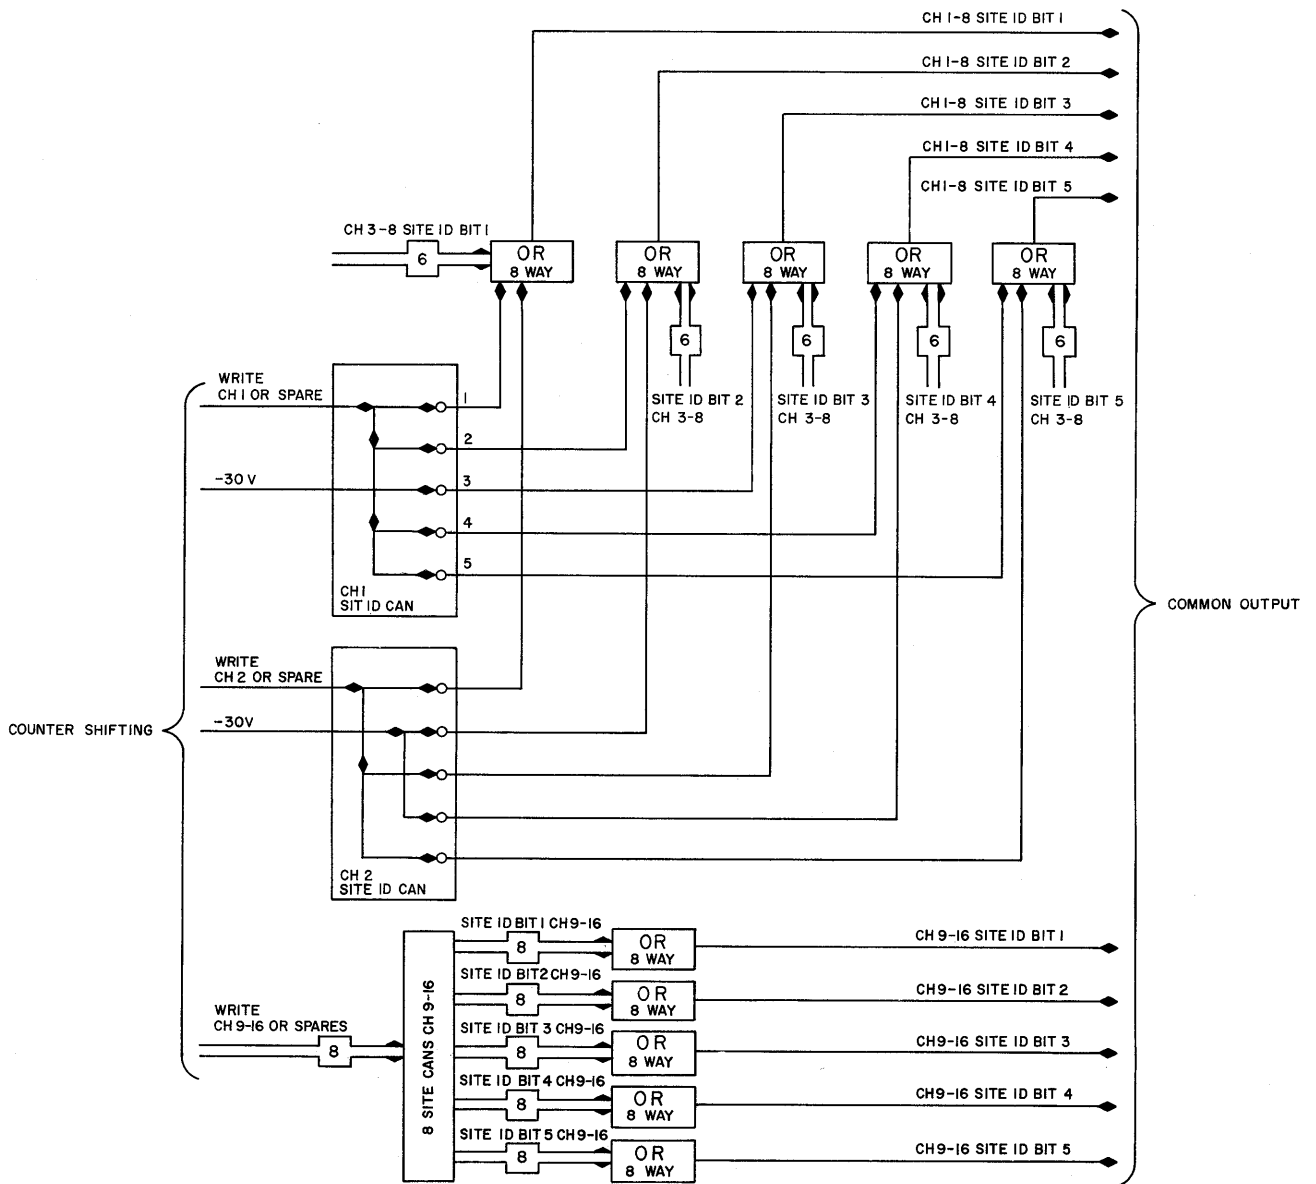 CH 1-8 SITE ID BIT 1
CH 1-8 SITE ID BIT 2
CH 1-8 SITE ID BIT 3
CH 1-8 SITE ID BIT 4
CH 1-8 SITE ID BIT 5
CH 3-8 SITE ID BIT 1
6
OR
8 WAY
OR
8 WAY
OR
8 WAY
OR
8 WAY
OR
8 WAY
6
6
6
6
SITE ID BIT 2
CH 3-8
SITE ID BIT 3
CH 3-8
SITE ID BIT 4
CH 3-8
SITE ID BIT 5
CH 3-8
WRITE
CH 1 OR SPARE
-30 V
1
2
3
4
5
CH 1
SIT ID CAN
WRITE
CH 2 OR SPARE
-30V
CH 2
SITE ID CAN
COUNTER SHIFTING
COMMON OUTPUT
WRITE
CH 9-16 OR SPARES
8
8 SITE CANS CH 9-16
SITE ID BIT 1 CH 9-16
8
OR
8 WAY
CH 9-16 SITE ID BIT 1
SITE ID BIT 2 CH 9-16
8
OR
8 WAY
CH 9-16 SITE ID BIT 2
SITE ID BIT 3 CH 9-16
8
OR
8 WAY
CH 9-16 SITE ID BIT 3
SITE ID BIT 4 CH 9-16
8
OR
8 WAY
CH 9-16 SITE ID BIT 4
SITE ID BIT 5 CH 9-16
8
OR
8 WAY
CH 9-16 SITE ID BIT 5